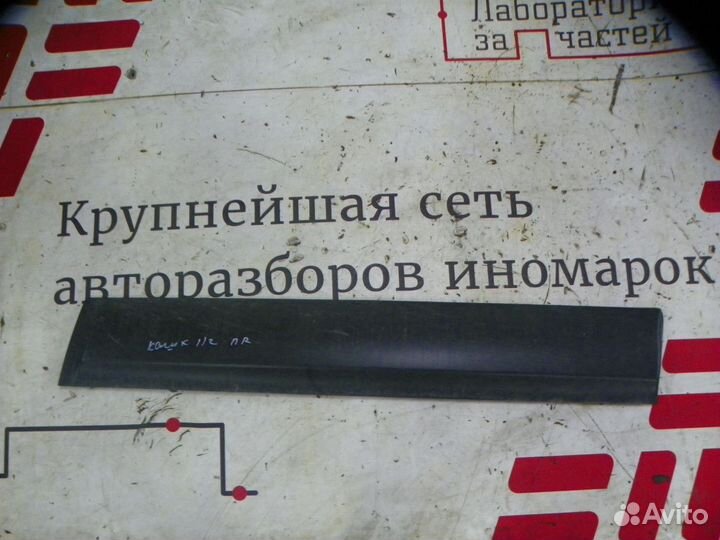 Лаборатори
за частей
Крупнейшая сеть
авторазборов иномарок
Avito